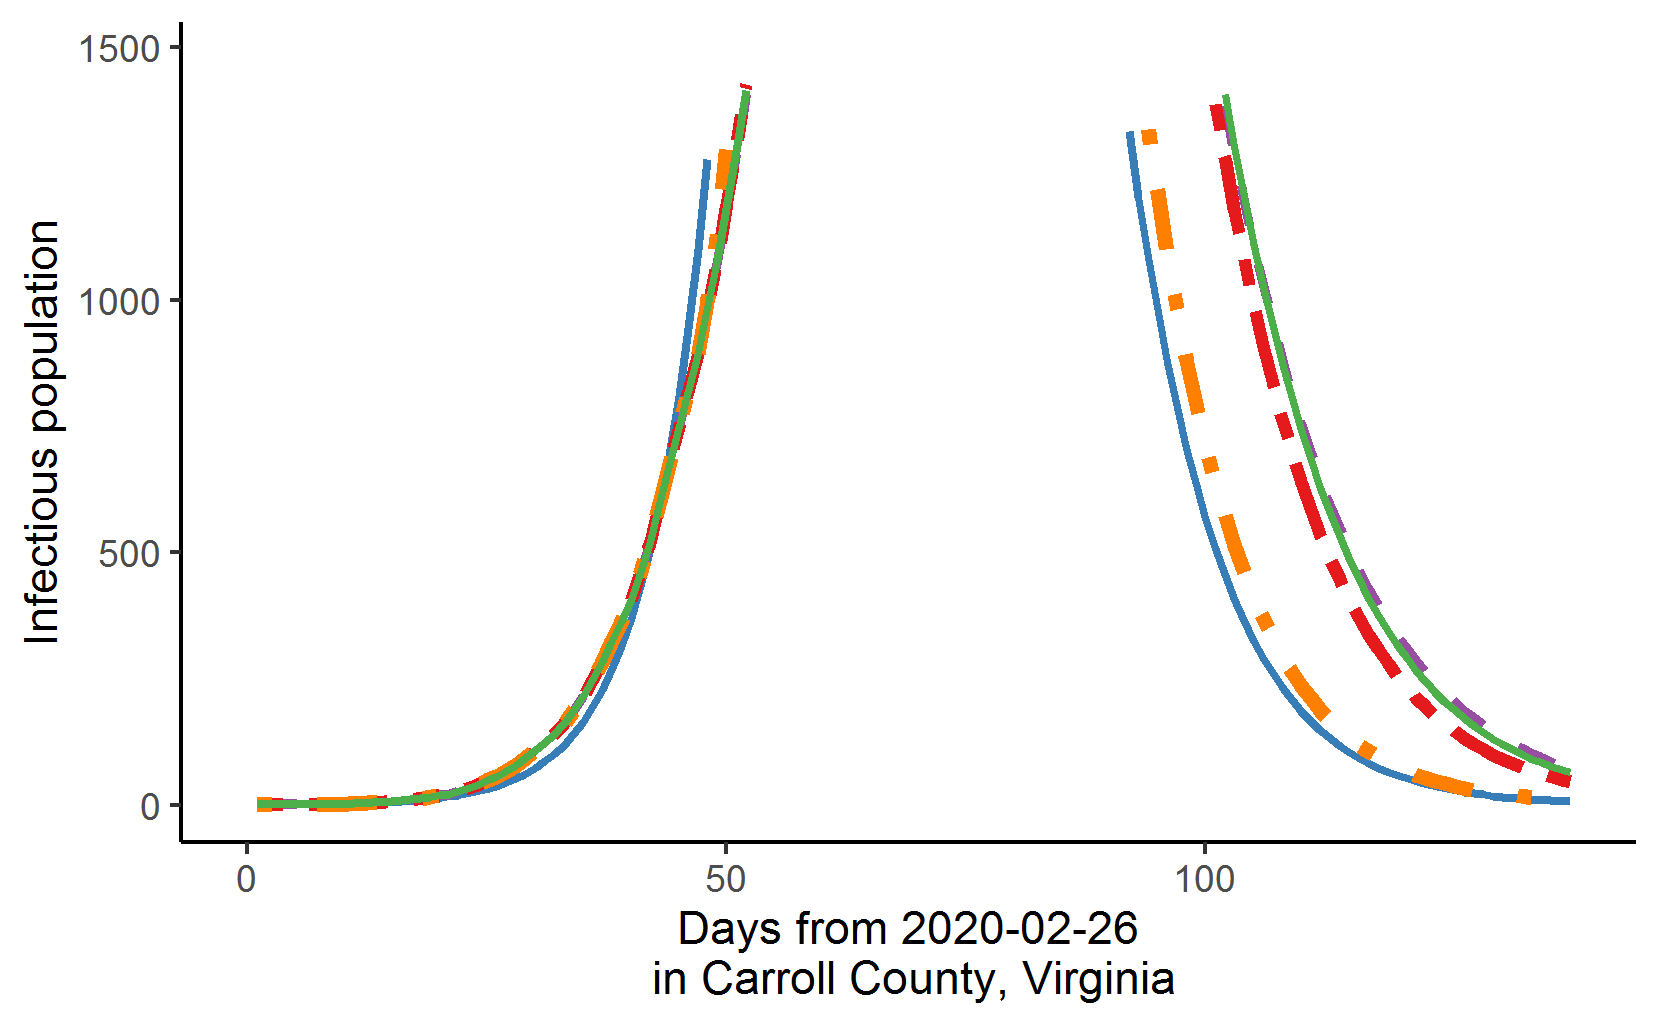 Infectious population
1500
1000
500
0
0 50 100
Days from 2020-02-26
in Carroll County, Virginia